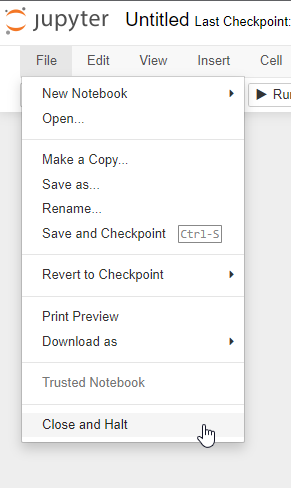 jupyter Untitled Last Checkpoint:
File Edit View Insert Cell
New Notebook
Open...
Make a Copy...
Save as...
Rename...
Save and Checkpoint Ctrl-S
Revert to Checkpoint
Print Preview
Download as
Trusted Notebook
Close and Halt